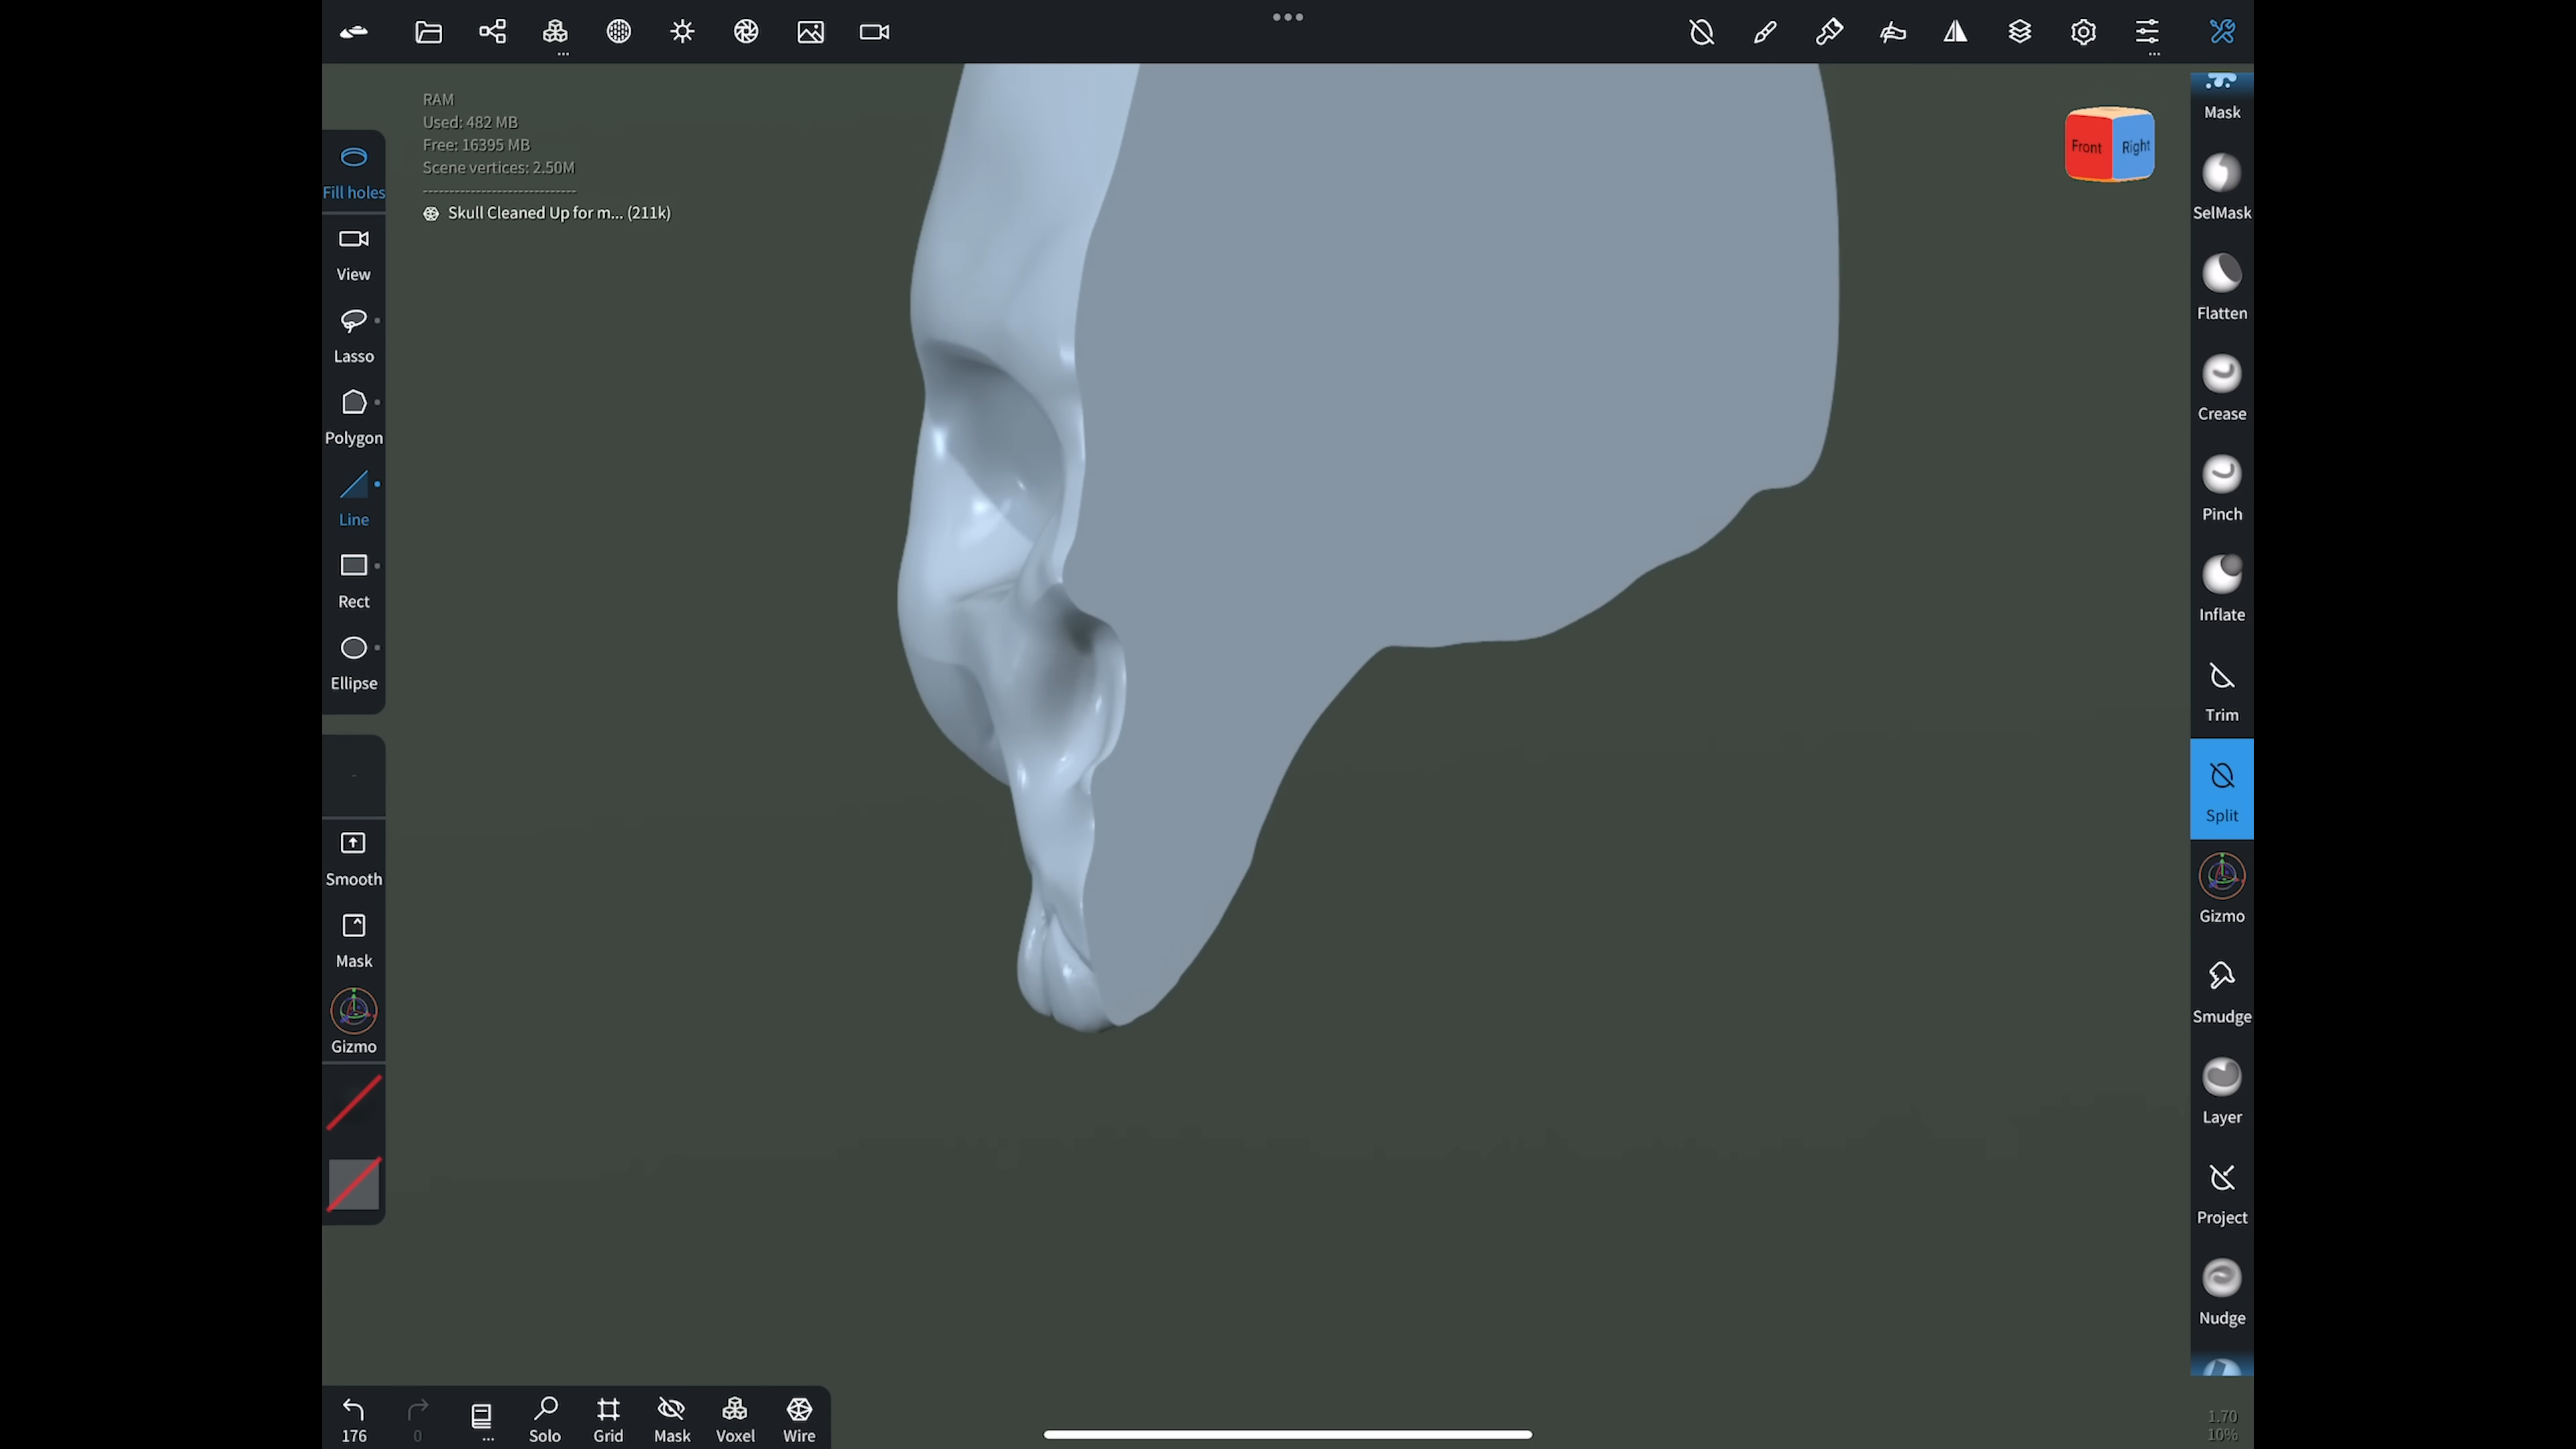 RAM
Used: 482 MB
Free: 16395 MB
Scene vertices: 2.50M
----------------------------
Skull Cleaned Up for m... (211k)
Fill holes
View
Lasso
Polygon
Line
Rect
Ellipse
-
Smooth
Mask
Gizmo
Front
Right
Mask
SelMask
Flatten
Crease
Pinch
Inflate
Trim
Split
Gizmo
Smudge
Layer
Project
Nudge
176
0
...
Solo
Grid
Mask
Voxel
Wire
1.70
10%